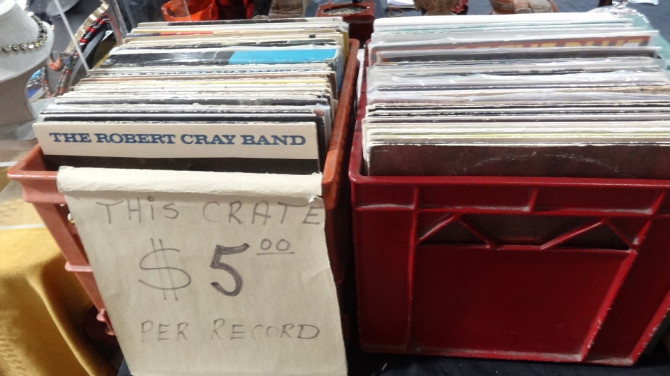 THE ROBERT CRAY BAND
THIS CRATE
$ 5 00
PER RECORD